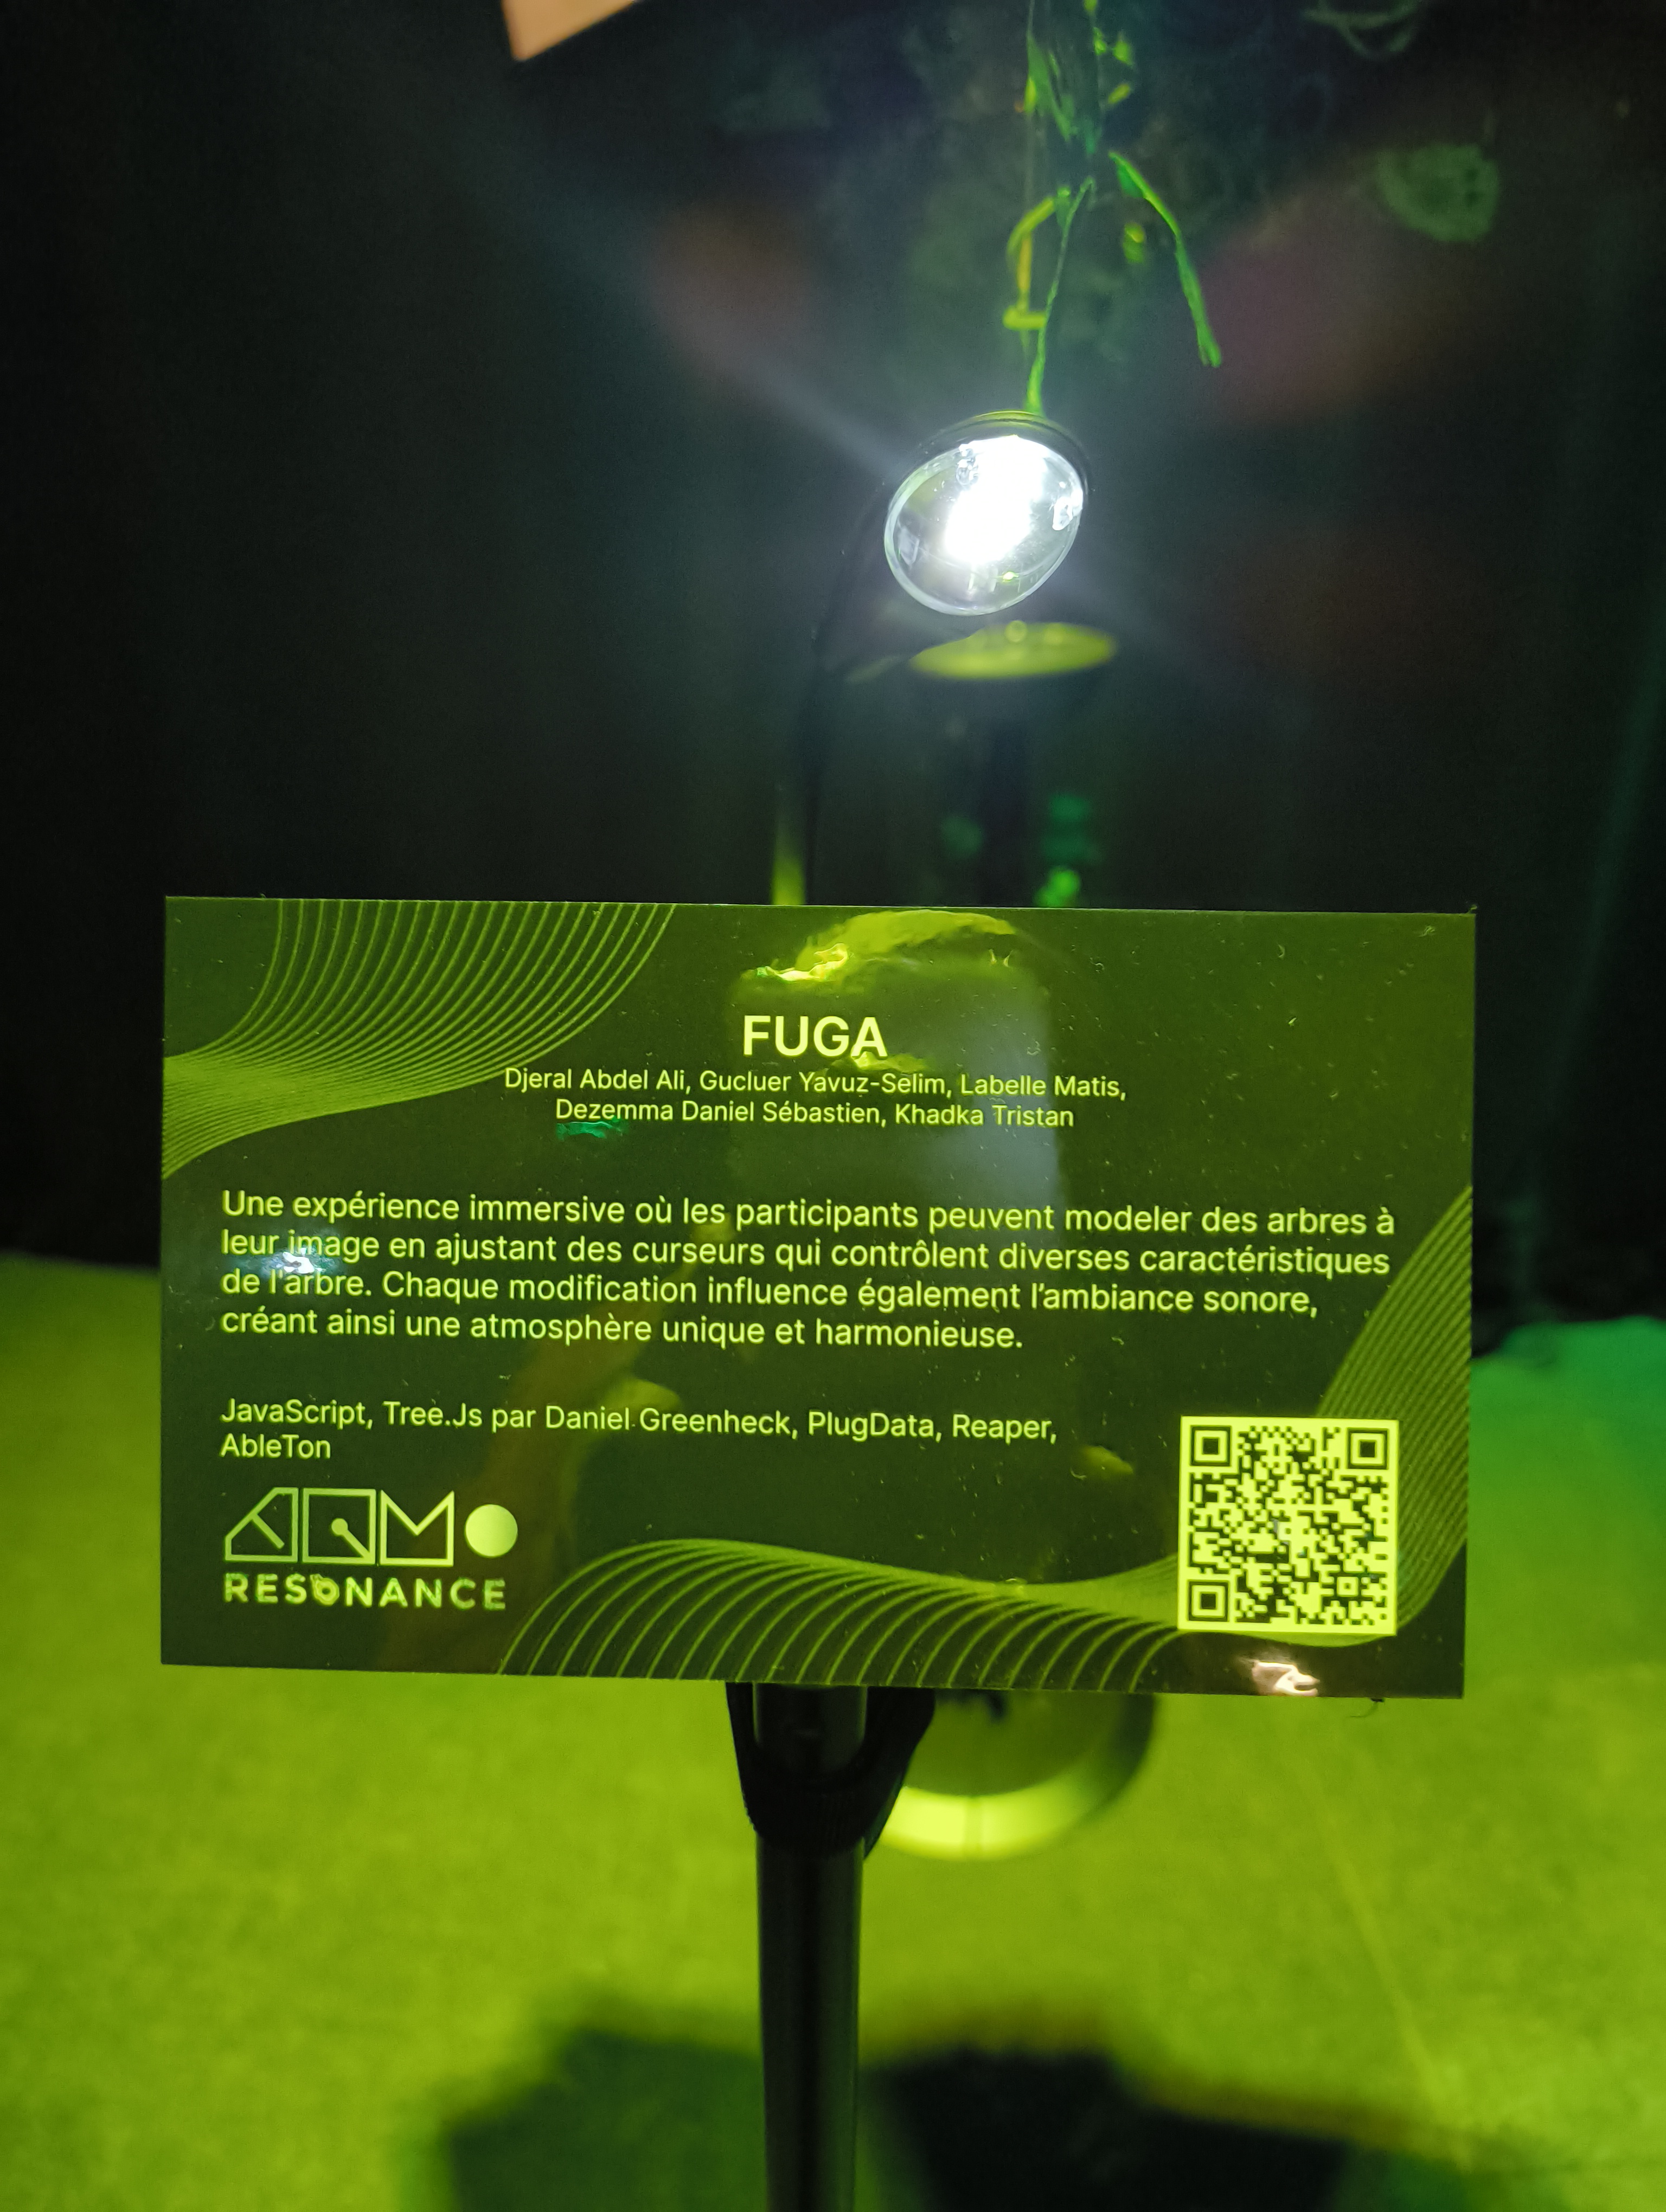 FUGA
Djeral Abdel Ali, Gucluer Yavuz-Selim, Labelle Matis,
Dezemma Daniel Sébastien, Khadka Tristan
Une expérience immersive où les participants peuvent modeler des arbres à
leur image en ajustant des curseurs qui contrôlent diverses caractéristiques
de l'arbre. Chaque modification influence également l’ambiance sonore,
créant ainsi une atmosphère unique et harmonieuse.
JavaScript, Tree.Js par Daniel Greenheck, PlugData, Reaper,
AbleTon
RESONANCE